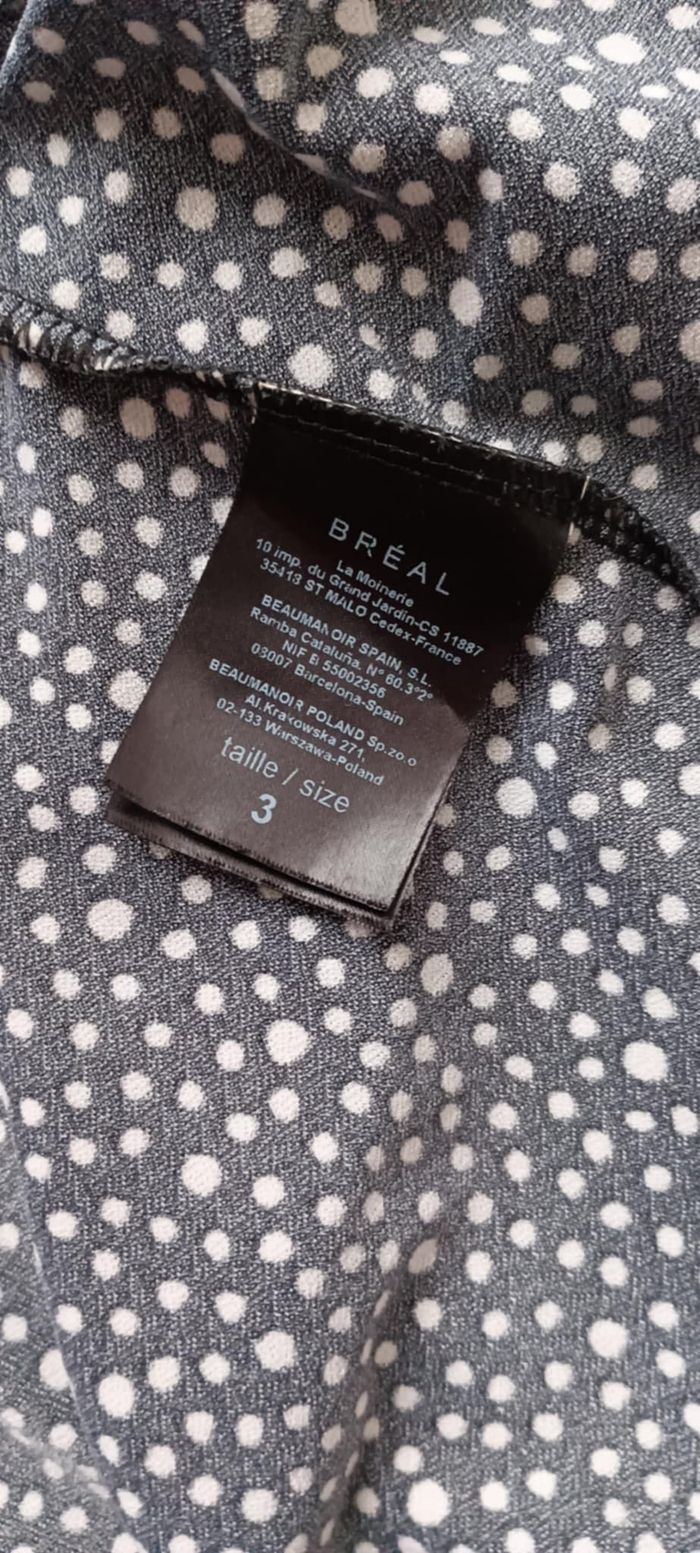 BRÉAL
La Moinerie
10 imp. du Grand Jardin-CS 11887
35413 ST MALO Cedex-France
BEAUMANOIR SPAIN, S.L.
Ramba Cataluña. N° 60.3°2°
NIF B 55002356
08007 Barcelona-Spain
BEAUMANOIR POLAND Sp.zo.o
Al.Krakowska 271,
02-133 Warszawa-Poland
taille / size
3